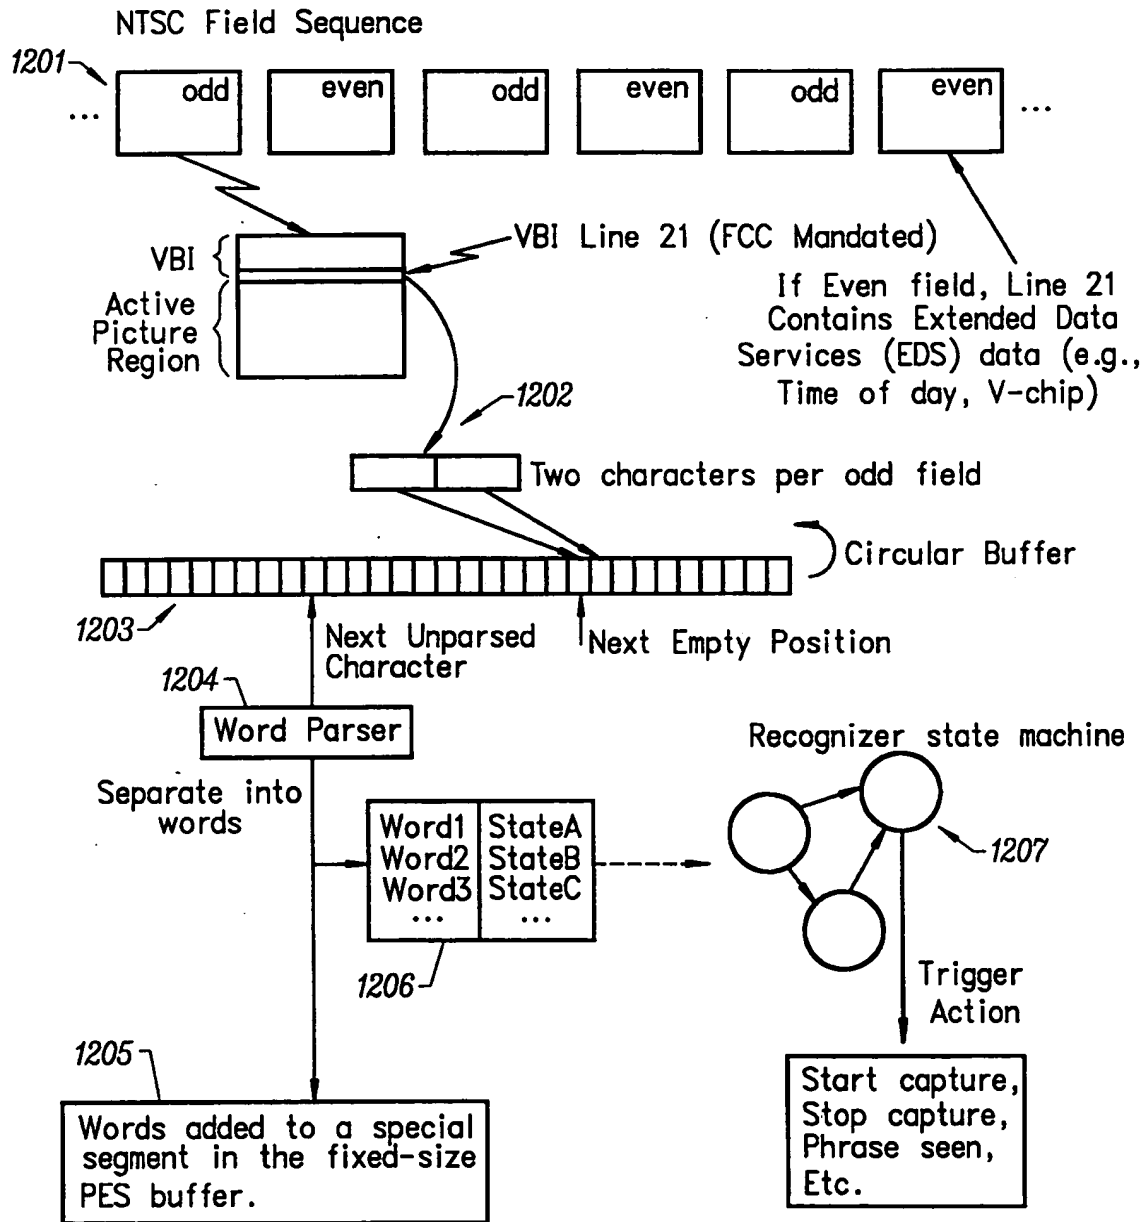 NTSC Field Sequence
1201
... odd even odd even odd even ...
VBI
VBI Line 21 (FCC Mandated)
Active
Picture
Region
If Even field, Line 21
Contains Extended Data
Services (EDS) data (e.g.,
Time of day, V-chip)
1202
Two characters per odd field
Circular Buffer
1203
Next Unparsed
Character
Next Empty Position
1204
Word Parser
Separate into
words
Word1 StateA
Word2 StateB
Word3 StateC
... ...
1206
Recognizer state machine
1207
Trigger
Action
1205
Words added to a special
segment in the fixed-size
PES buffer.
Start capture,
Stop capture,
Phrase seen,
Etc.